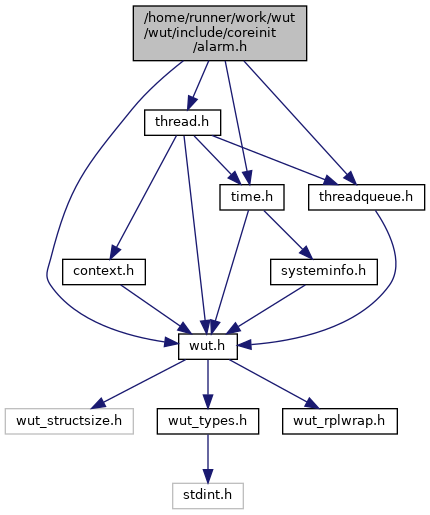 /home/runner/work/wut
/wut/include/coreinit
/alarm.h
thread.h
time.h
threadqueue.h
context.h
systeminfo.h
wut.h
wut_structsize.h
wut_types.h
wut_rplwrap.h
stdint.h